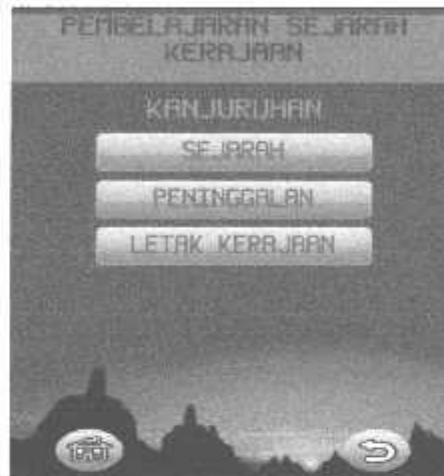 PEMBELAJARAN SEJARAH
KERAJAAN
KANJURUHAN
SEJARAH
PENINGGALAN
LETAK KERAJAAN